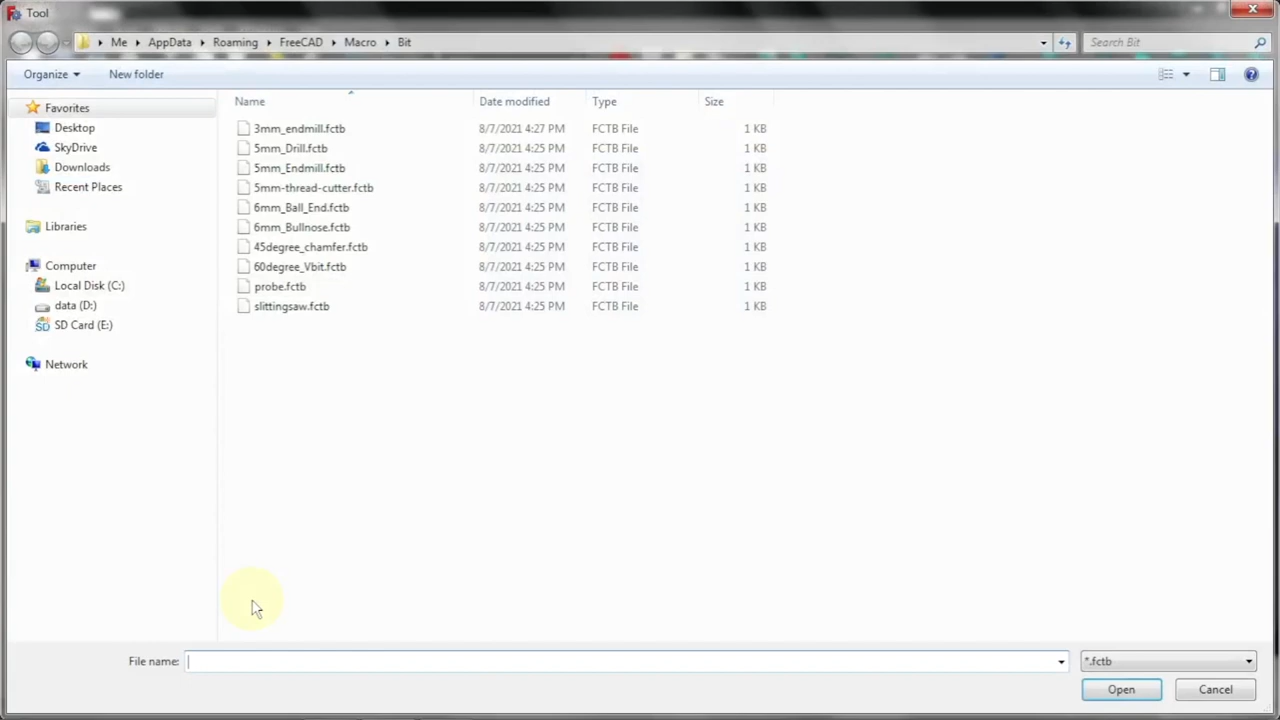 Tool
Me AppData Roaming FreeCAD Macro Bit Search Bit
Organize New folder
Favorites
Desktop
SkyDrive
Downloads
Recent Places
Libraries
Computer
Local Disk (C:)
data (D:)
SD Card (E:)
Network
Name Date modified Type Size
3mm_endmill.fctb 8/7/2021 4:27 PM FCTB File 1 KB
5mm_Drill.fctb 8/7/2021 4:25 PM FCTB File 1 KB
5mm_Endmill.fctb 8/7/2021 4:25 PM FCTB File 1 KB
5mm-thread-cutter.fctb 8/7/2021 4:25 PM FCTB File 1 KB
6mm_Ball_End.fctb 8/7/2021 4:25 PM FCTB File 1 KB
6mm_Bullnose.fctb 8/7/2021 4:25 PM FCTB File 1 KB
45degree_chamfer.fctb 8/7/2021 4:25 PM FCTB File 1 KB
60degree_Vbit.fctb 8/7/2021 4:25 PM FCTB File 1 KB
probe.fctb 8/7/2021 4:25 PM FCTB File 1 KB
slittingsaw.fctb 8/7/2021 4:25 PM FCTB File 1 KB
File name: *.fctb
Open Cancel